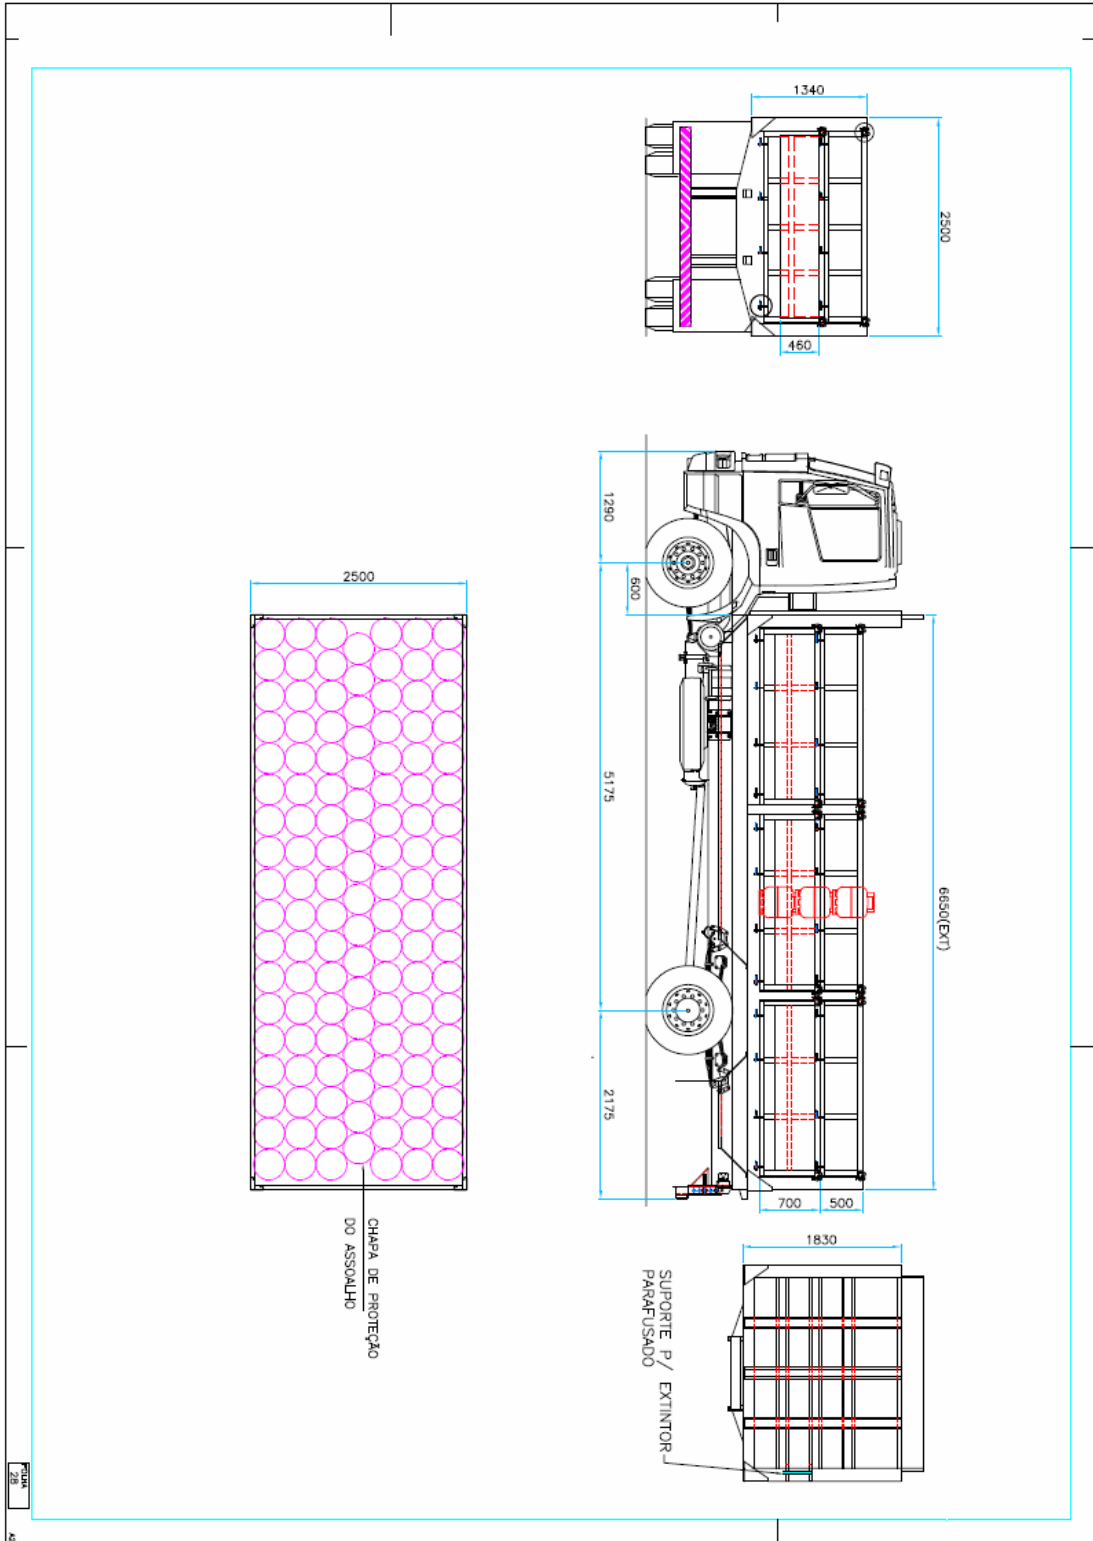 1340
2500
460
1290
600
5175
2175
6650(EXT)
700
500
2500
CHAPA DE PROTEÇÃO
DO ASSOALHO
1830
SUPORTE P/ EXTINTOR
PARAFUSADO
FOLHA
28